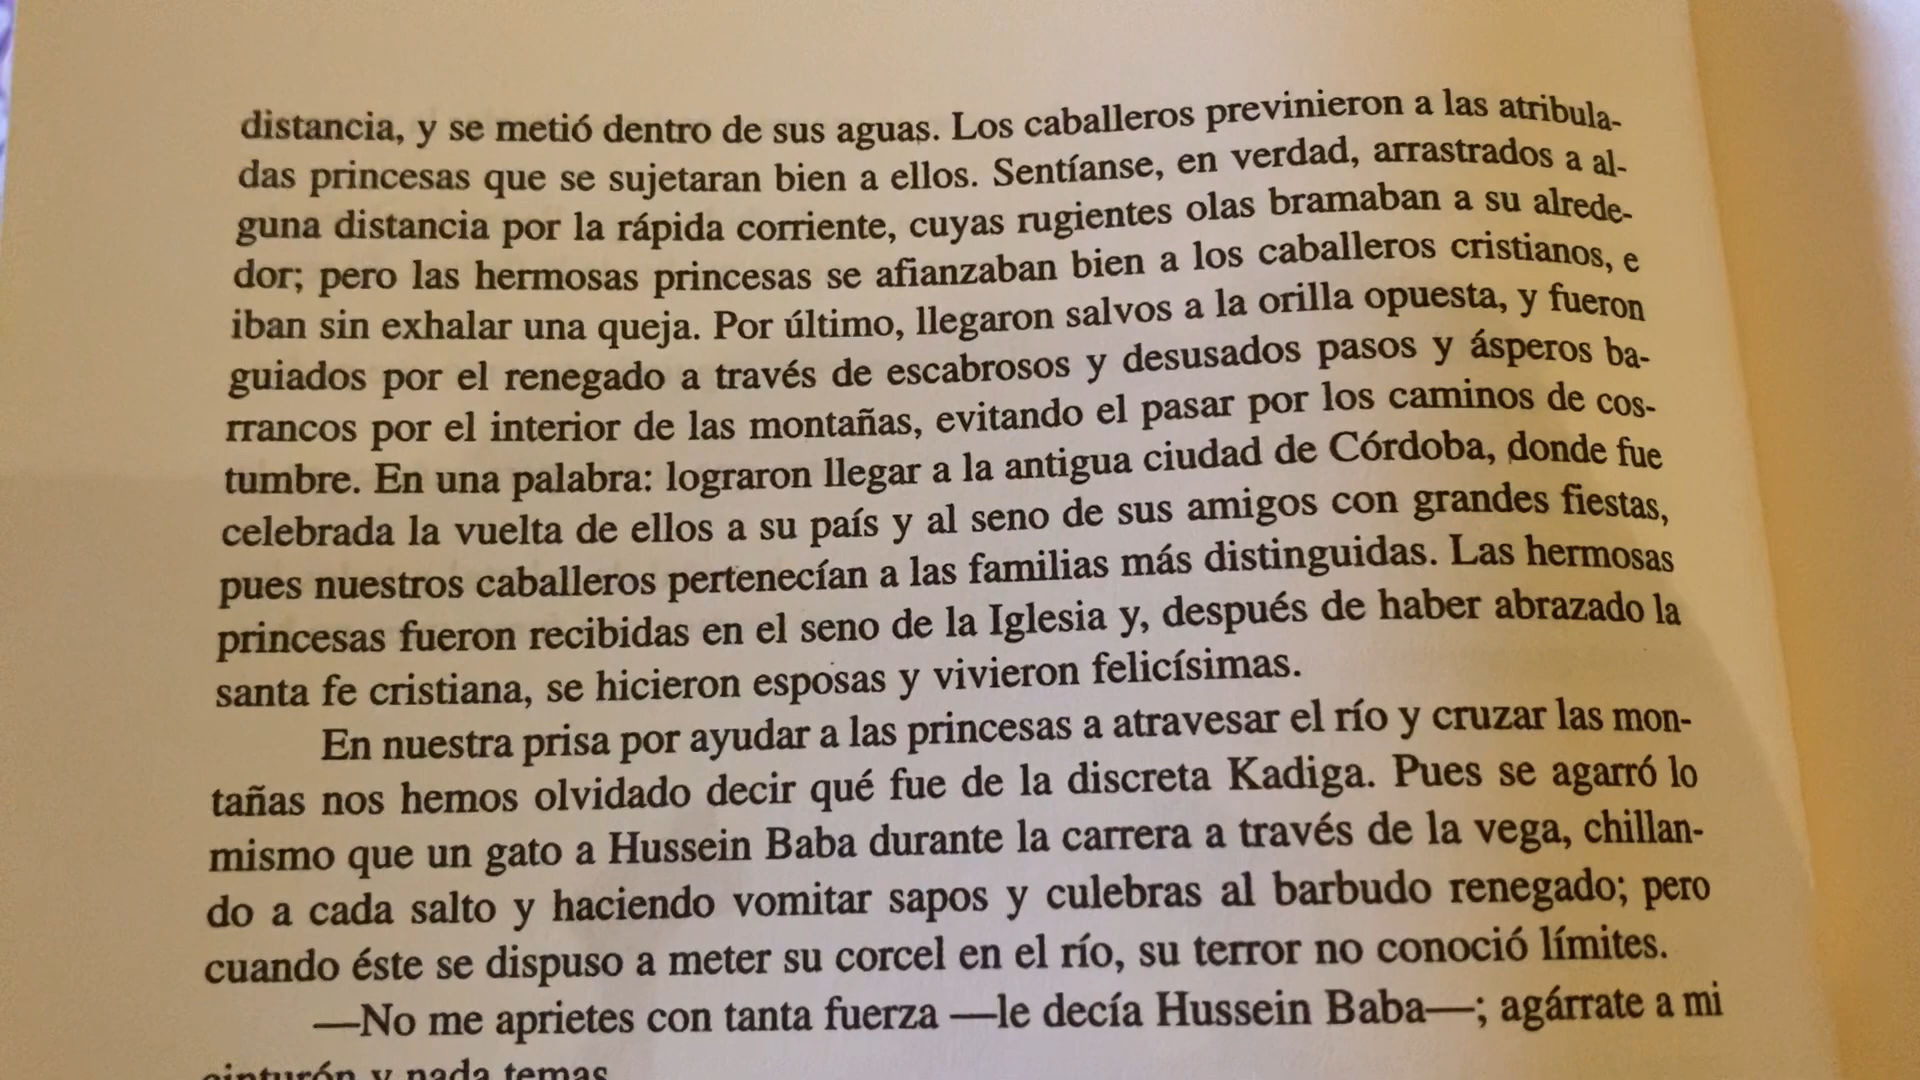 distancia, y se metió dentro de sus aguas. Los caballeros previnieron a las atribula-
das princesas que se sujetaran bien a ellos. Sentíanse, en verdad, arrastrados a al-
guna distancia por la rápida corriente, cuyas rugientes olas bramaban a su alrede-
dor; pero las hermosas princesas se afianzaban bien a los caballeros cristianos, e
iban sin exhalar una queja. Por último, llegaron salvos a la orilla opuesta, y fueron
guiados por el renegado a través de escabrosos y desusados pasos y ásperos ba-
rrancos por el interior de las montañas, evitando el pasar por los caminos de cos-
tumbre. En una palabra: lograron llegar a la antigua ciudad de Córdoba, donde fue
celebrada la vuelta de ellos a su país y al seno de sus amigos con grandes fiestas,
pues nuestros caballeros pertenecían a las familias más distinguidas. Las hermosas
princesas fueron recibidas en el seno de la Iglesia y, después de haber abrazado la
santa fe cristiana, se hicieron esposas y vivieron felicísimas.
En nuestra prisa por ayudar a las princesas a atravesar el río y cruzar las mon-
tañas nos hemos olvidado decir qué fue de la discreta Kadiga. Pues se agarró lo
mismo que un gato a Hussein Baba durante la carrera a través de la vega, chillan-
do a cada salto y haciendo vomitar sapos y culebras al barbudo renegado; pero
cuando éste se dispuso a meter su corcel en el río, su terror no conoció límites.
—No me aprietes con tanta fuerza —le decía Hussein Baba—; agárrate a mi
cinturón y nada temas